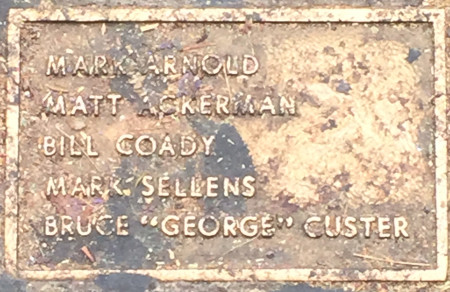 MARK ARNOLD
MATT ACKERMAN
BILL COADY
MARK SELLENS
BRUCE "GEORGE" CUSTER